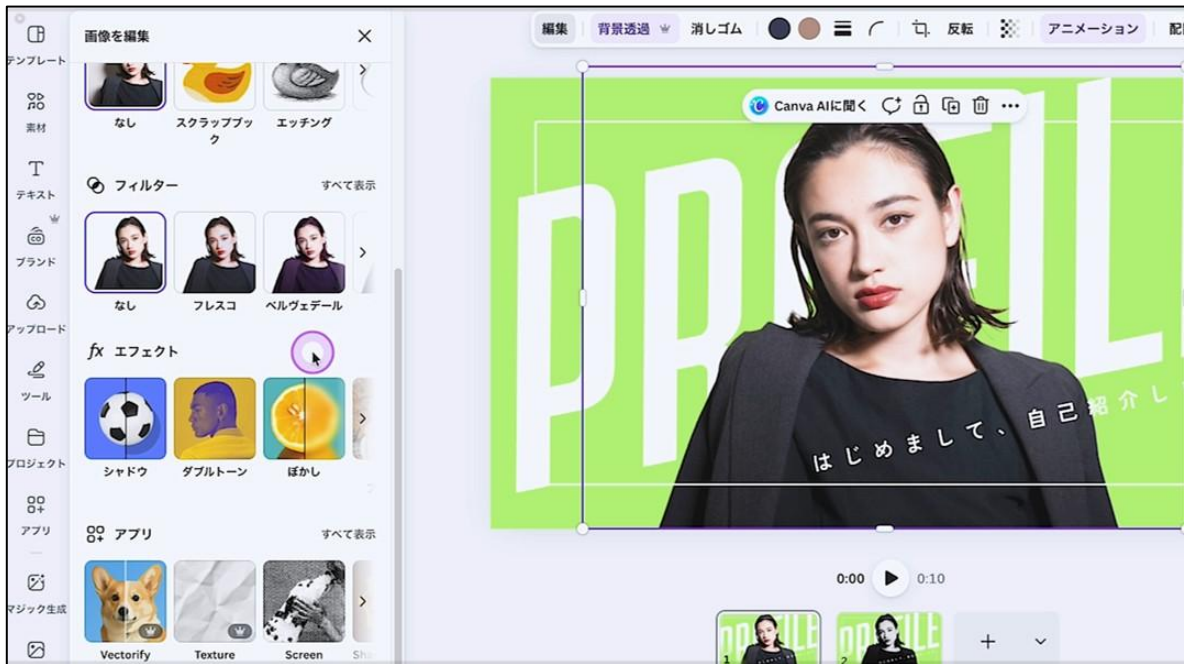 編集
背景透過
消しゴム
反転
アニメーション
テンプレート
素材
テキスト
ブランド
アップロード
ツール
プロジェクト
アプリ
マジック生成
画像を編集
なし
スクラップブッ
ク
エッチング
フィルター
すべて表示
なし
フレスコ
ベルヴェデール
fx エフェクト
シャドウ
ダブルトーン
ぼかし
アプリ
すべて表示
Vectorify
Texture
Screen
Canva AIに聞く
PROFIL
はじめまして、自己紹介し
0:00
0:10
PROFILE
1
PROFILE
2